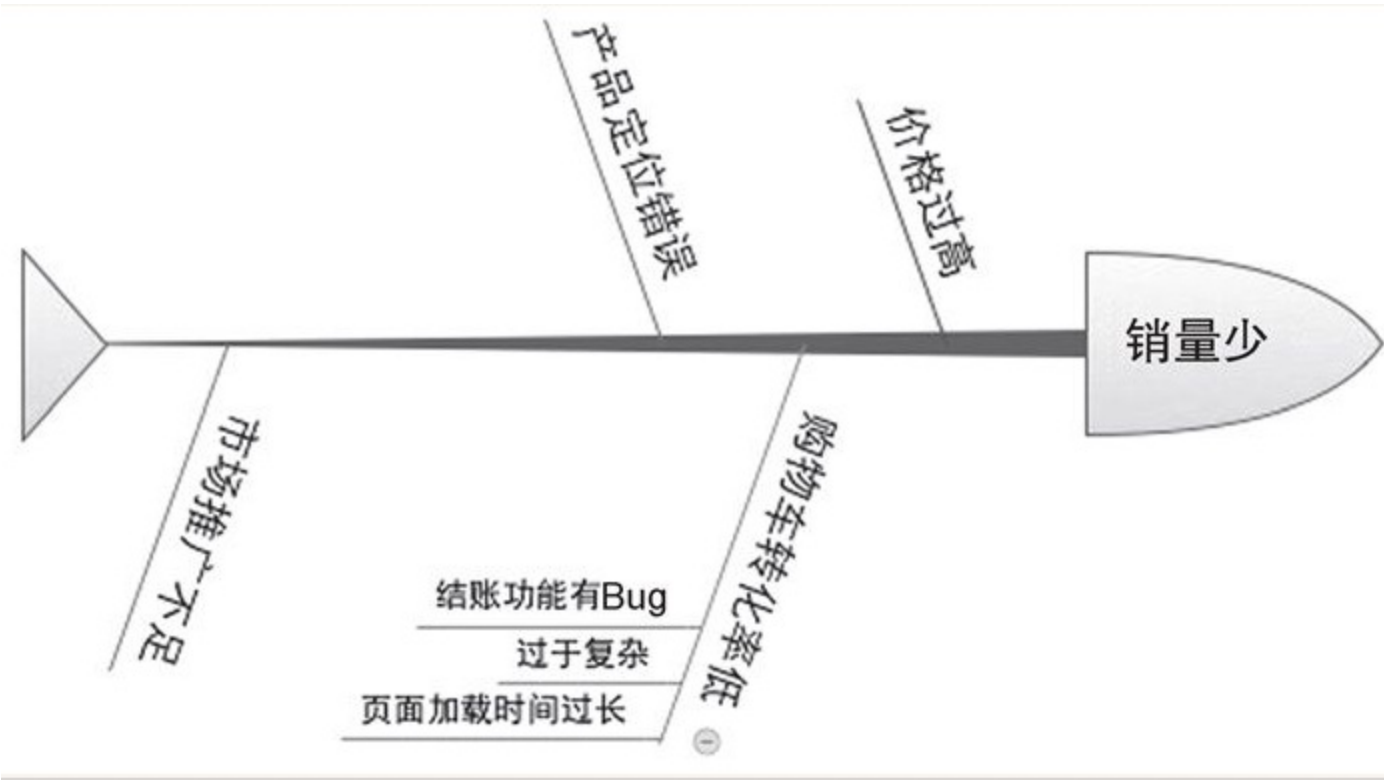 产品定位错误
价格过高
销量少
市场推广不足
购物车转化率低
结账功能有Bug
过于复杂
页面加载时间过长